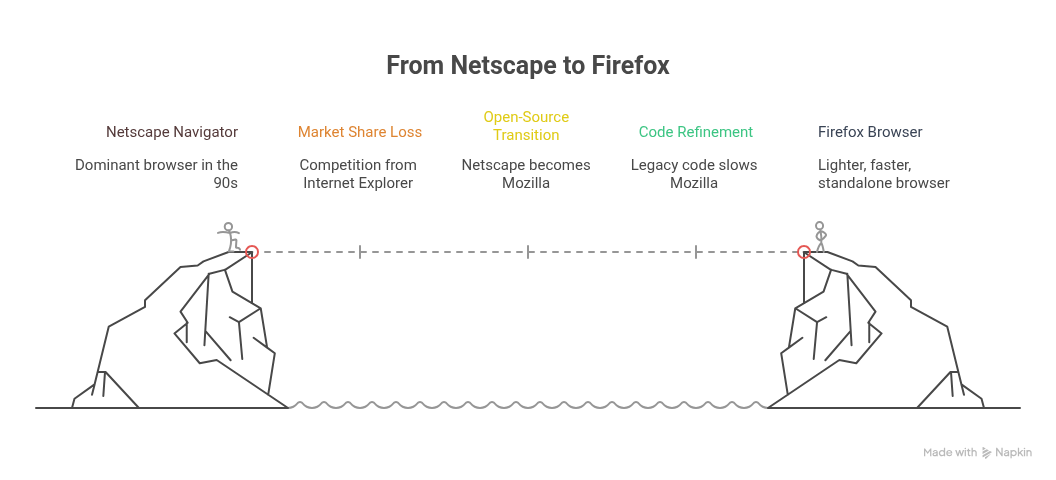 From Netscape to Firefox
Netscape Navigator
Dominant browser in the
90s
Market Share Loss
Competition from
Internet Explorer
Open-Source
Transition
Netscape becomes
Mozilla
Code Refinement
Legacy code slows
Mozilla
Firefox Browser
Lighter, faster,
standalone browser
Made with Napkin